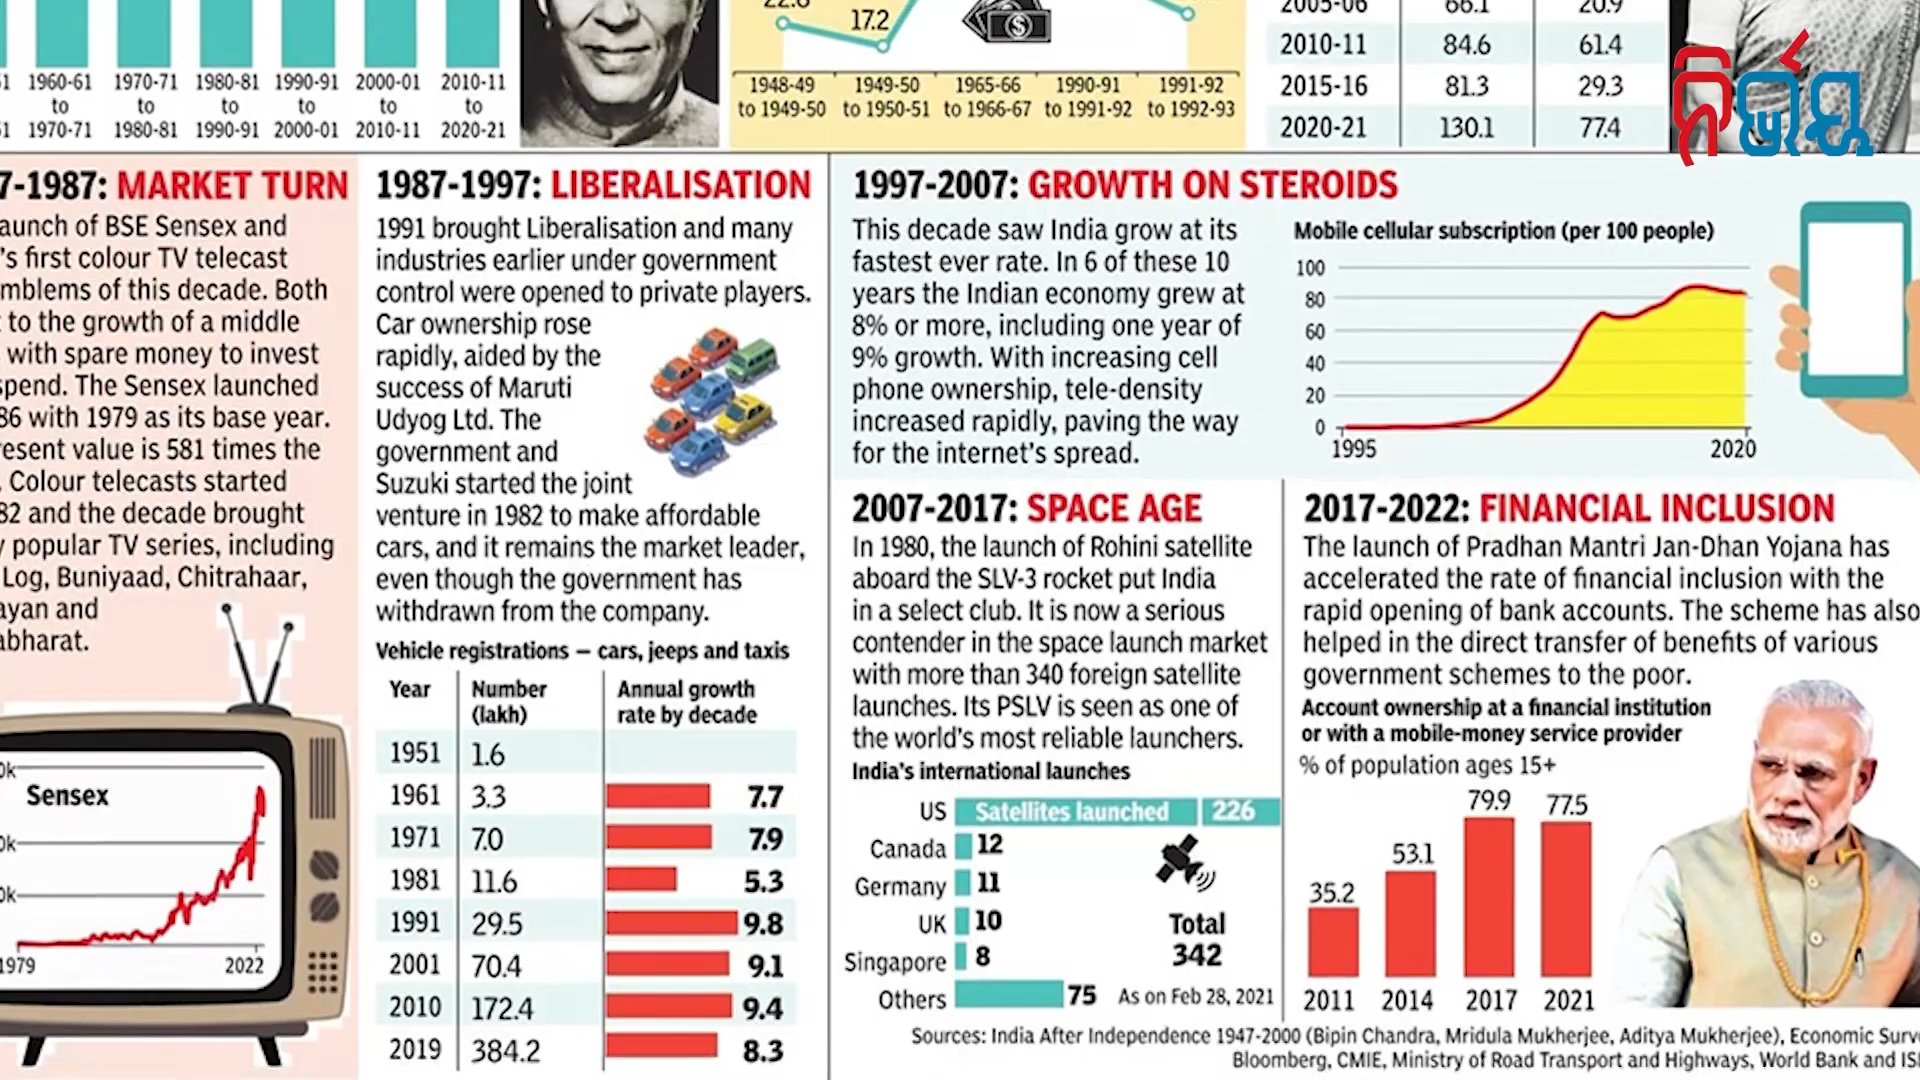 22.6
17.2
1960-61 1970-71 1980-81 1990-91 2000-01 2010-11
to to to to to to
1970-71 1980-81 1990-91 2000-01 2010-11 2020-21
1948-49 1949-50 1965-66 1990-91 1991-92
to 1949-50 to 1950-51 to 1966-67 to 1991-92 to 1992-93
2005-06 66.1 20.9
2010-11 84.6 61.4
2015-16 81.3 29.3
2020-21 130.1 77.4
ନିର୍ଭୟ
7-1987: MARKET TURN
aunch of BSE Sensex and
's first colour TV telecast
mblems of this decade. Both
to the growth of a middle
with spare money to invest
spend. The Sensex launched
86 with 1979 as its base year.
resent value is 581 times the
. Colour telecasts started
82 and the decade brought
y popular TV series, including
Log, Buniyaad, Chitrahaar,
ayan and
abharat.
0k
Sensex
0k
0k
1979 2022
1987-1997: LIBERALISATION
1991 brought Liberalisation and many
industries earlier under government
control were opened to private players.
Car ownership rose
rapidly, aided by the
success of Maruti
Udyog Ltd. The
government and
Suzuki started the joint
venture in 1982 to make affordable
cars, and it remains the market leader,
even though the government has
withdrawn from the company.
Vehicle registrations – cars, jeeps and taxis
Year Number Annual growth
(lakh) rate by decade
1951 1.6
1961 3.3 7.7
1971 7.0 7.9
1981 11.6 5.3
1991 29.5 9.8
2001 70.4 9.1
2010 172.4 9.4
2019 384.2 8.3
1997-2007: GROWTH ON STEROIDS
This decade saw India grow at its
fastest ever rate. In 6 of these 10
years the Indian economy grew at
8% or more, including one year of
9% growth. With increasing cell
phone ownership, tele-density
increased rapidly, paving the way
for the internet's spread.
Mobile cellular subscription (per 100 people)
100
80
60
40
20
0
1995 2020
2007-2017: SPACE AGE
In 1980, the launch of Rohini satellite
aboard the SLV-3 rocket put India
in a select club. It is now a serious
contender in the space launch market
with more than 340 foreign satellite
launches. Its PSLV is seen as one of
the world's most reliable launchers.
India's international launches
US Satellites launched 226
Canada 12
Germany 11
UK 10
Singapore 8
Others 75
Total
342
As on Feb 28, 2021
2017-2022: FINANCIAL INCLUSION
The launch of Pradhan Mantri Jan-Dhan Yojana has
accelerated the rate of financial inclusion with the
rapid opening of bank accounts. The scheme has also
helped in the direct transfer of benefits of various
government schemes to the poor.
Account ownership at a financial institution
or with a mobile-money service provider
% of population ages 15+
35.2 53.1 79.9 77.5
2011 2014 2017 2021
Sources: India After Independence 1947-2000 (Bipin Chandra, Mridula Mukherjee, Aditya Mukherjee), Economic Surve
Bloomberg, CMIE, Ministry of Road Transport and Highways, World Bank and IS